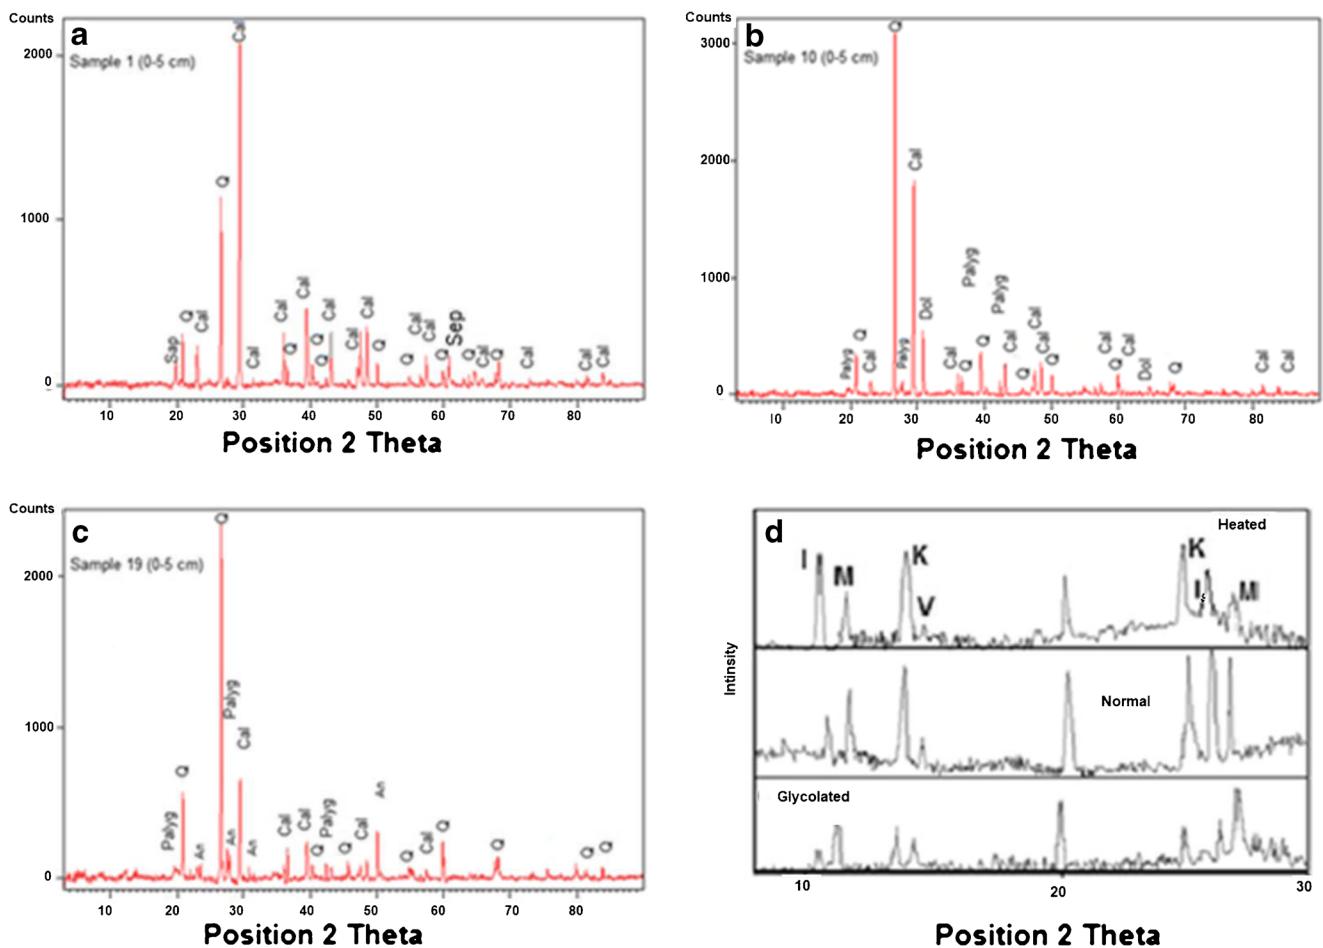 Counts
a
Sample 1 (0-5 cm)
2000
1000
0
Cal
Q
Sap
Q
Cal
Cal
Cal
Q
Cal
Q
Q
Cal
Cal
Cal
Q
Q
Cal
Cal
Q
Sep
Q
Cal
Q
Cal
Cal
Cal
10 20 30 40 50 60 70 80
Position 2 Theta
Counts
b
Sample 10 (0-5 cm)
3000
2000
1000
0
Q
Cal
Palyg
Q
Cal
Palyg
Dol
Cal
Palyg
Q
Q
Palyg
Cal
Q
Cal
Cal
Q
Cal
Q
Cal
Dol
Q
Cal
Cal
10 20 30 40 50 60 70 80
Position 2 Theta
Counts
c
Sample 19 (0-5 cm)
2000
1000
0
Q
Palyg
Q
An
Palyg
An
Cal
An
Cal
Cal
Q
Palyg
Q
Cal
An
Q
Cal
Q
Q
Q
Q
10 20 30 40 50 60 70 80
Position 2 Theta
d
Heated
I M K V K I M
Intinsity
Normal
Glycolated
10 20 30
Position 2 Theta